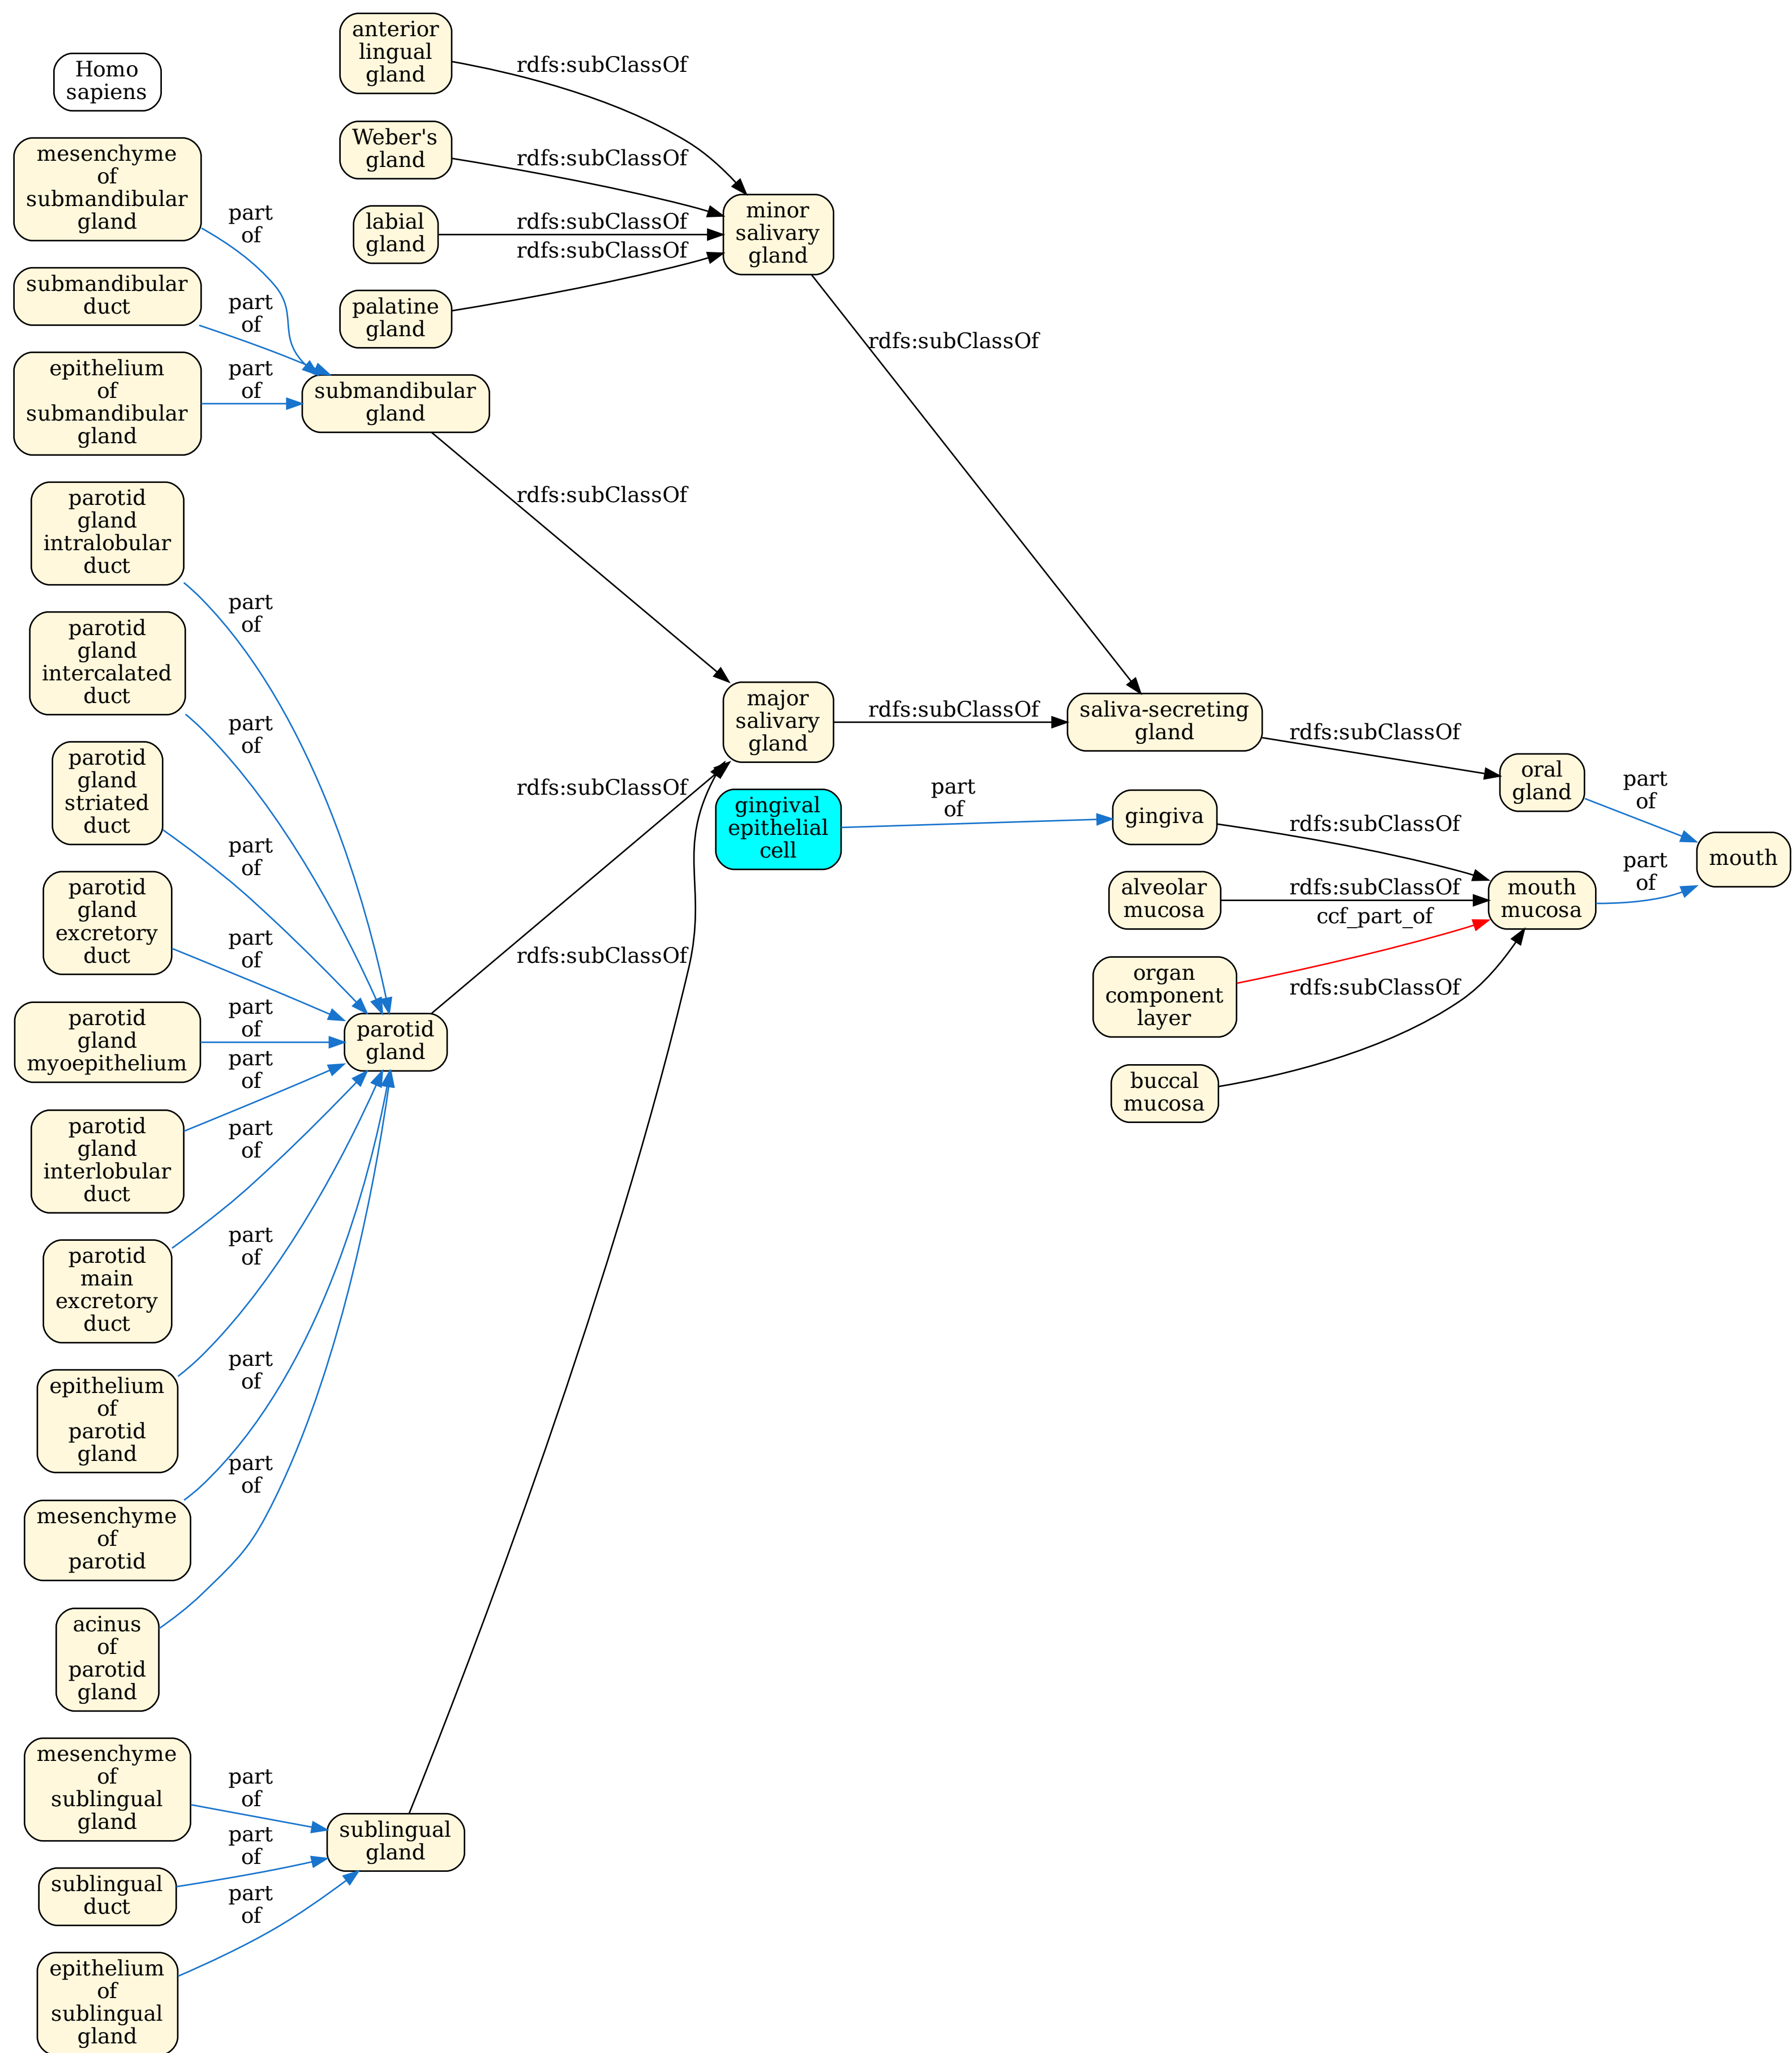 Homo
sapiens
mesenchyme
of
submandibular
gland
submandibular
duct
epithelium
of
submandibular
gland
parotid
gland
intralobular
duct
parotid
gland
intercalated
duct
parotid
gland
striated
duct
parotid
gland
excretory
duct
parotid
gland
myoepithelium
parotid
gland
interlobular
duct
parotid
main
excretory
duct
epithelium
of
parotid
gland
mesenchyme
of
parotid
acinus
of
parotid
gland
mesenchyme
of
sublingual
gland
sublingual
duct
epithelium
of
sublingual
gland
part
of
part
of
part
of
part
of
part
of
part
of
part
of
part
of
part
of
part
of
part
of
part
of
part
of
part
of
part
of
part
of
anterior
lingual
gland
Weber's
gland
labial
gland
palatine
gland
submandibular
gland
parotid
gland
sublingual
gland
rdfs:subClassOf
rdfs:subClassOf
rdfs:subClassOf
rdfs:subClassOf
rdfs:subClassOf
rdfs:subClassOf
rdfs:subClassOf
minor
salivary
gland
major
salivary
gland
gingival
epithelial
cell
rdfs:subClassOf
rdfs:subClassOf
part
of
saliva-secreting
gland
gingiva
alveolar
mucosa
organ
component
layer
buccal
mucosa
rdfs:subClassOf
rdfs:subClassOf
rdfs:subClassOf
ccf_part_of
rdfs:subClassOf
oral
gland
mouth
mucosa
part
of
part
of
mouth